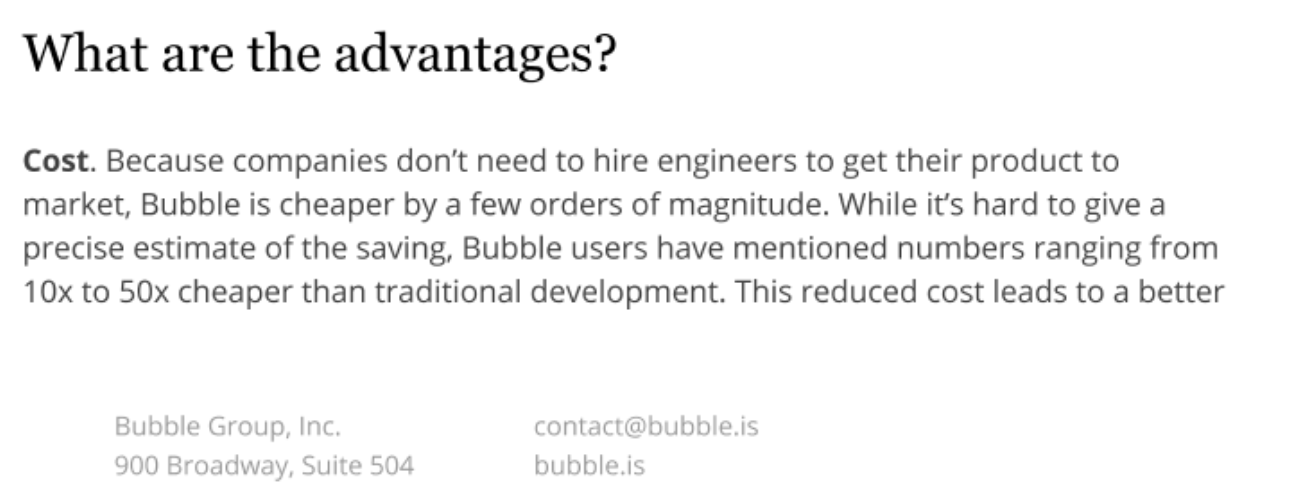 What are the advantages?
Cost. Because companies don’t need to hire engineers to get their product to
market, Bubble is cheaper by a few orders of magnitude. While it’s hard to give a
precise estimate of the saving, Bubble users have mentioned numbers ranging from
10x to 50x cheaper than traditional development. This reduced cost leads to a better
Bubble Group, Inc.
900 Broadway, Suite 504
contact@bubble.is
bubble.is